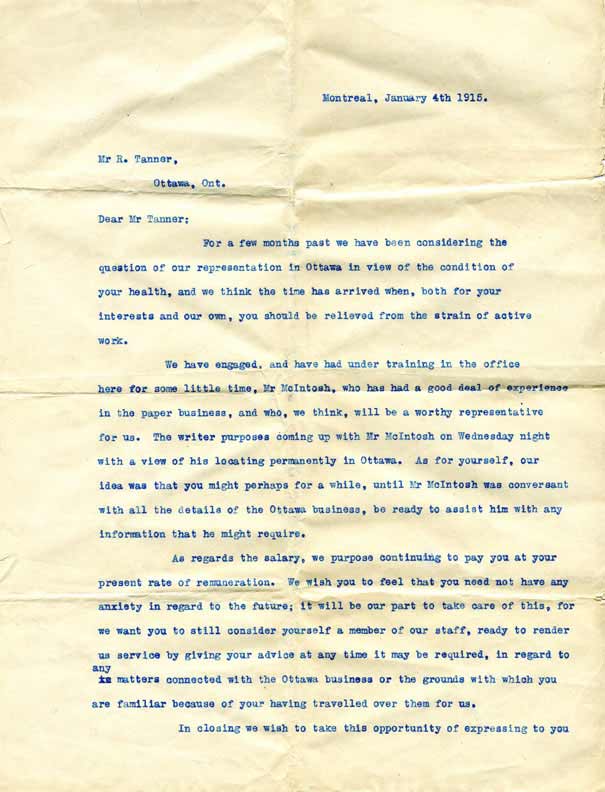 Montreal, January 4th 1915.
Mr R. Tanner,
Ottawa, Ont.
Dear Mr Tanner;
For a few months past we have been considering the
question of our representation in Ottawa in view of the condition of
your health, and we think the time has arrived when, both for your
interests and our own, you should be relieved from the strain of active
work.
We have engaged, and have had under training in the office
here for some little time, Mr McIntosh, who has had a good deal of experience
in the paper business, and who, we think, will be a worthy representative
for us. The writer purposes coming up with Mr McIntosh on Wednesday night
with a view of his locating permanently in Ottawa. As for yourself, our
idea was that you might perhaps for a while, until Mr McIntosh was conversant
with all the details of the Ottawa business, be ready to assist him with any
information that he might require.
As regards the salary, we purpose continuing to pay you at your
present rate of remuneration. We wish you to feel that you need not have any
anxiety in regard to the future; it will be our part to take care of this, for
we want you to still consider yourself a member of our staff, ready to render
us service by giving your advice at any time it may be required, in regard to
any
matters connected with the Ottawa business or the grounds with which you
are familiar because of your having travelled over them for us.
In closing we wish to take this opportunity of expressing to you